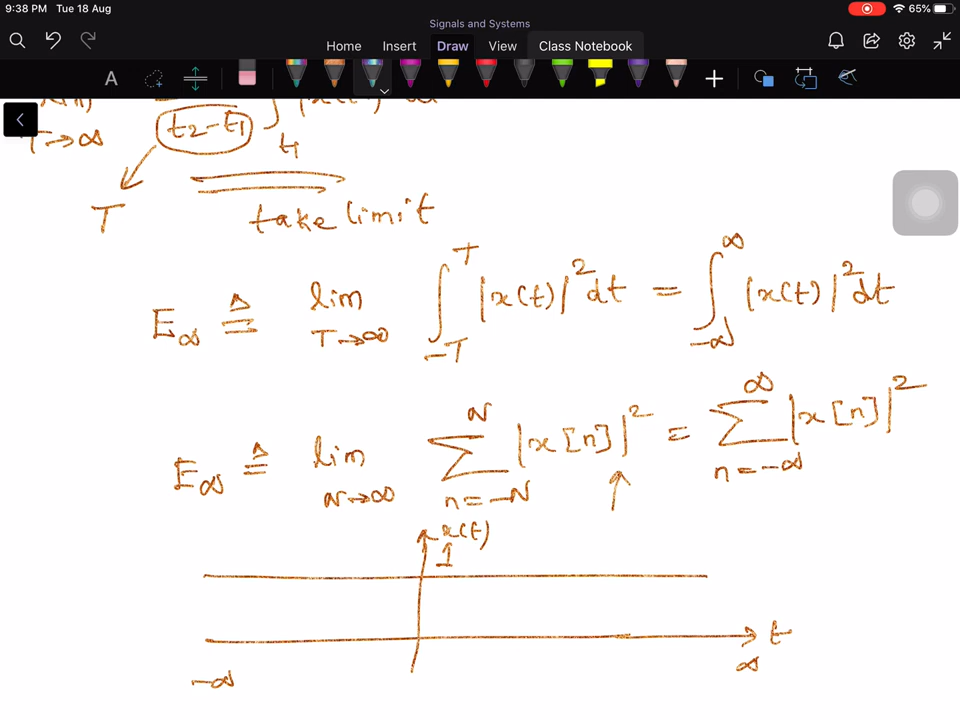 9:38 PM Tue 18 Aug 65%
Signals and Systems
Home Insert Draw View Class Notebook
A
T→∞ t2-t1 t1
T take limit
E∞ ≜ lim T→∞ ∫_{-T}^{T} |x(t)|² dt = ∫_{-∞}^{∞} |x(t)|² dt
E∞ ≜ lim N→∞ ∑_{n=-N}^{N} |x[n]|² = ∑_{n=-∞}^{∞} |x[n]|²
x(t)
1
t
-∞ ∞